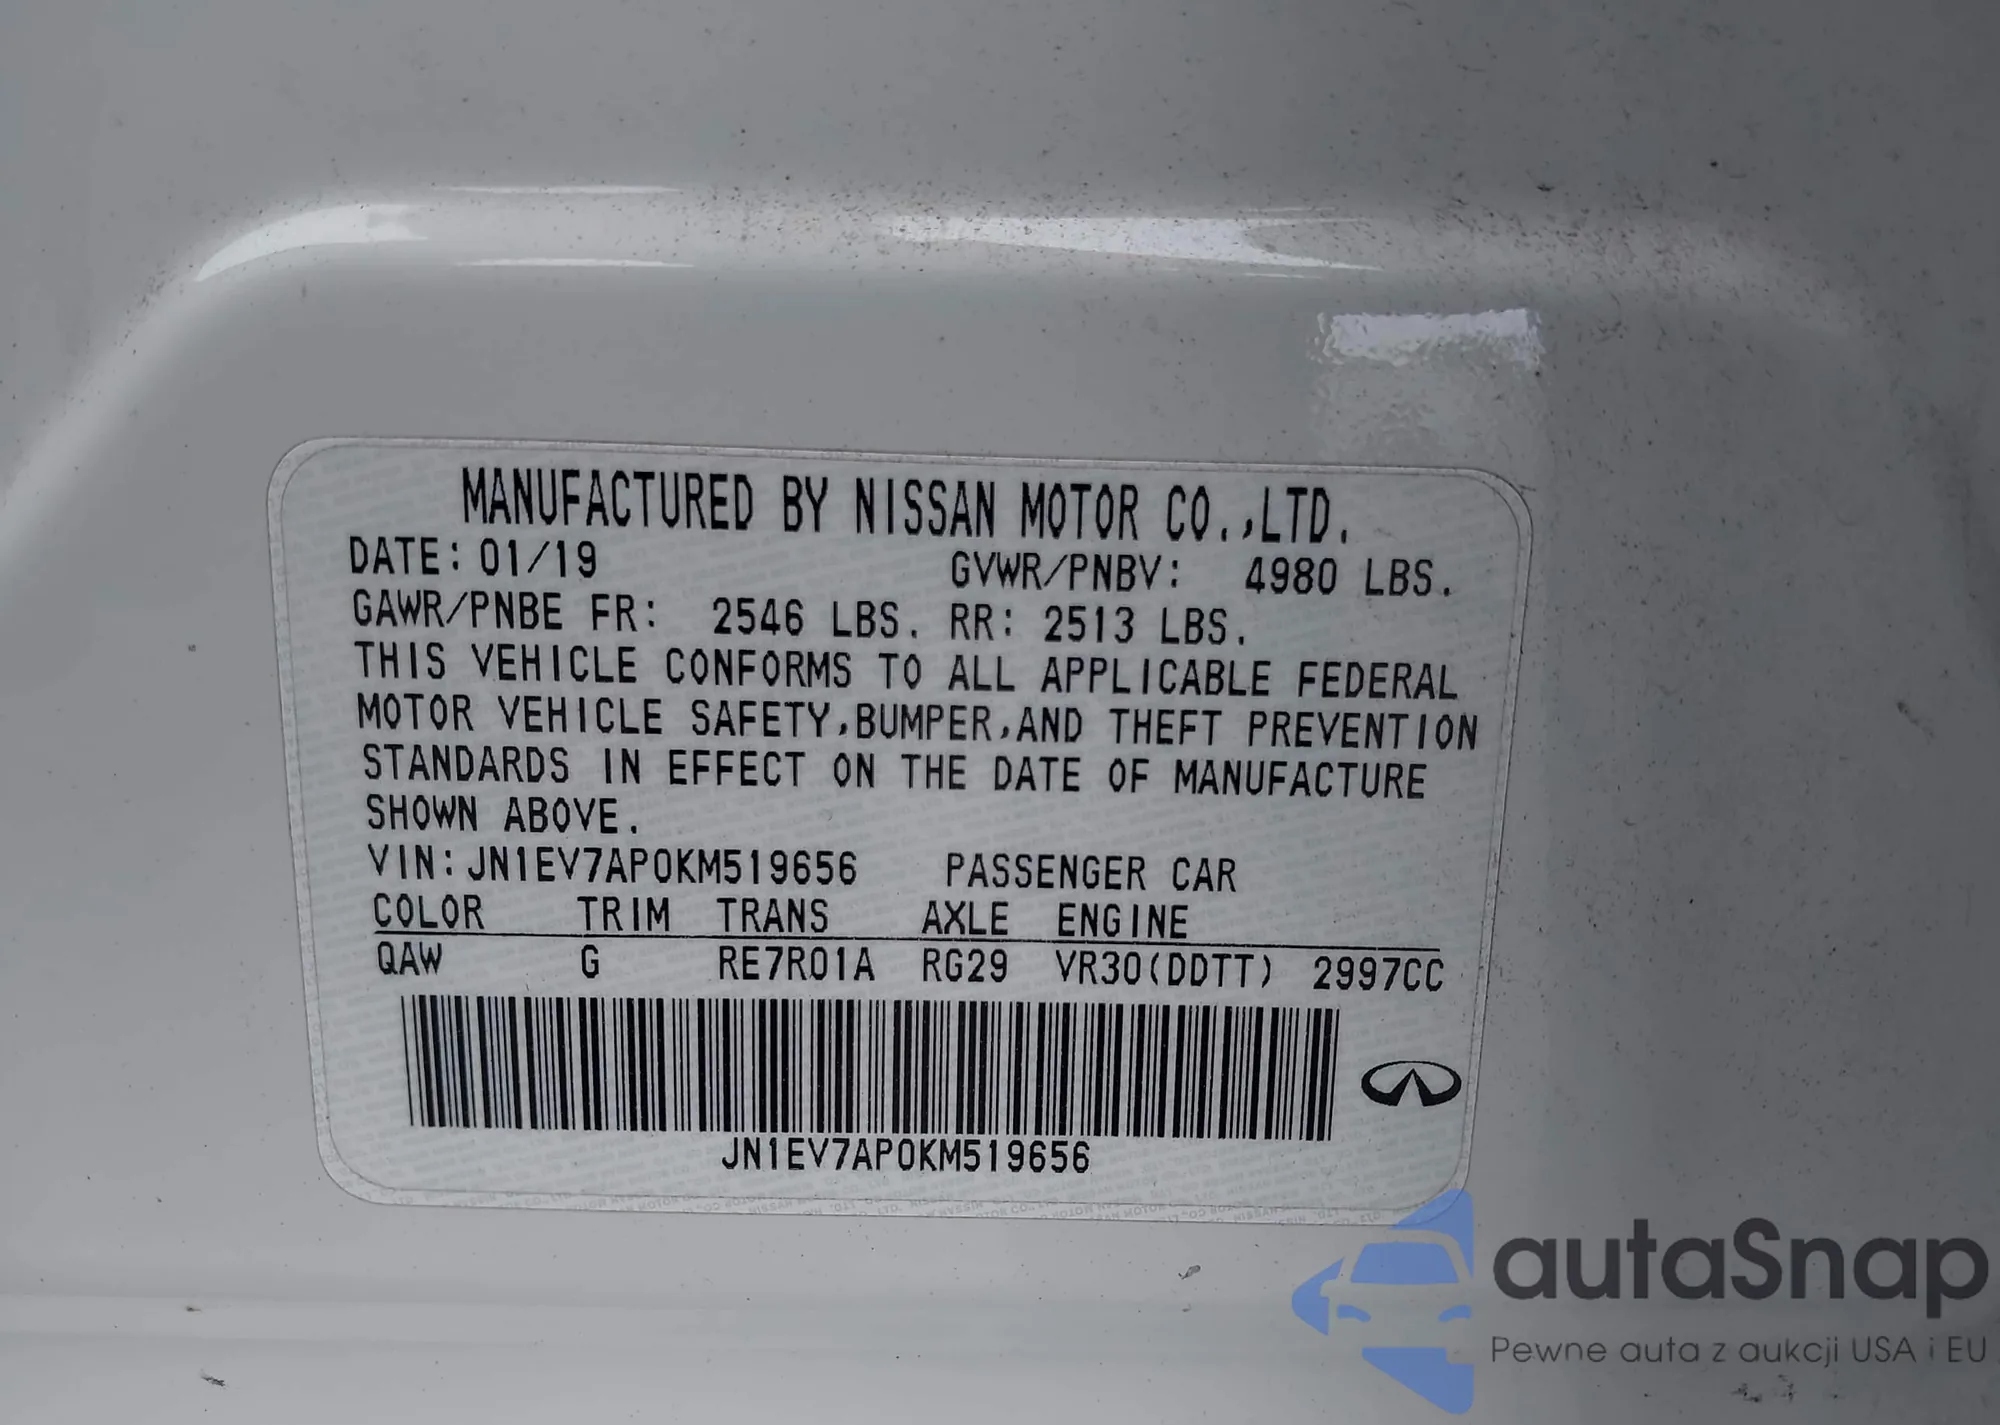 MANUFACTURED BY NISSAN MOTOR CO.,LTD.
DATE: 01/19 GVWR/PNBV: 4980 LBS.
GAWR/PNBE FR: 2546 LBS. RR: 2513 LBS.
THIS VEHICLE CONFORMS TO ALL APPLICABLE FEDERAL
MOTOR VEHICLE SAFETY,BUMPER,AND THEFT PREVENTION
STANDARDS IN EFFECT ON THE DATE OF MANUFACTURE
SHOWN ABOVE.
VIN:JN1EV7AP0KM519656 PASSENGER CAR
COLOR TRIM TRANS AXLE ENGINE
QAW G RE7R01A RG29 VR30(DDTT) 2997CC
JN1EV7AP0KM519656
autaSnap
Pewne auta z aukcji USA i EU